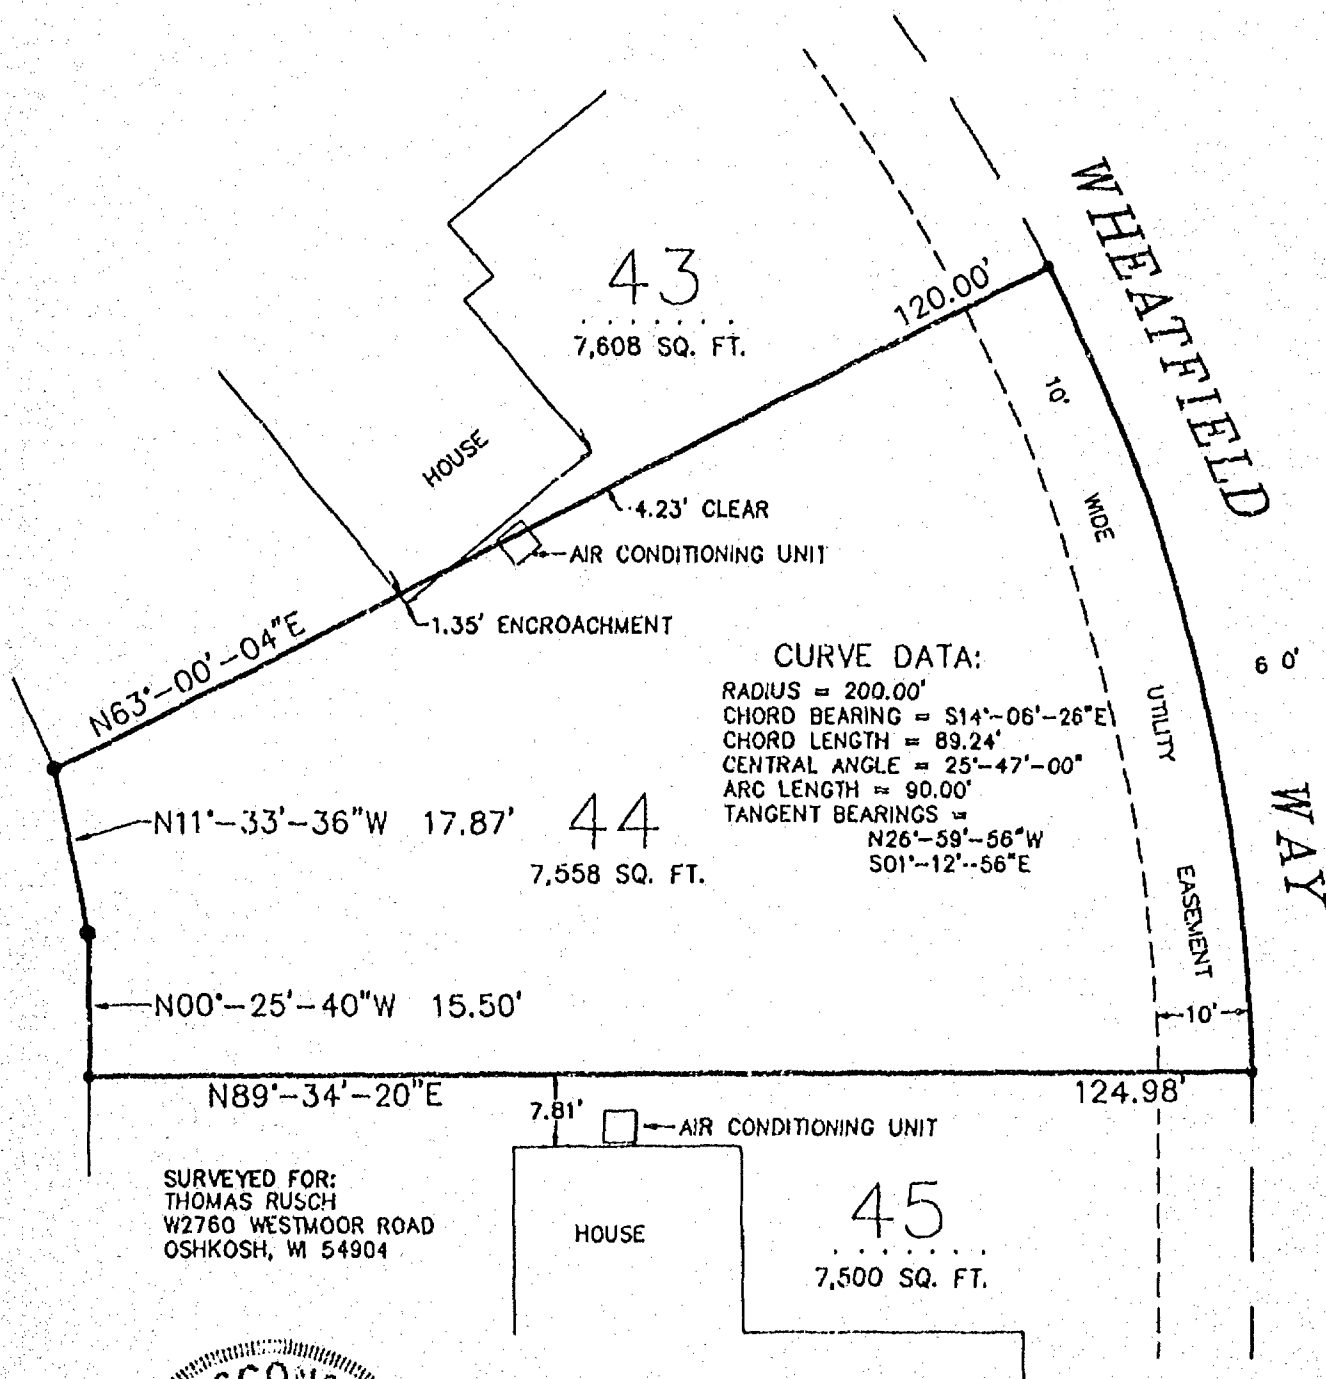 WHEATFIELD
43
7,608 SQ. FT.
120.00'
10'
HOUSE
WIDE
4.23' CLEAR
AIR CONDITIONING UNIT
1.35' ENCROACHMENT
N63°-00'-04"E
CURVE DATA:
RADIUS = 200.00'
CHORD BEARING = S14°-06'-26"E
CHORD LENGTH = 89.24'
CENTRAL ANGLE = 25°-47'-00"
ARC LENGTH = 90.00'
TANGENT BEARINGS =
N26°-59'-56"W
S01°-12'-56"E
60'
UTILITY
WAY
N11°-33'-36"W 17.87'
44
7,558 SQ. FT.
EASEMENT
N00°-25'-40"W 15.50'
10'
N89°-34'-20"E
124.98'
7.81'
AIR CONDITIONING UNIT
SURVEYED FOR:
THOMAS RUSCH
W2760 WESTMOOR ROAD
OSHKOSH, WI 54904
HOUSE
45
7,500 SQ. FT.